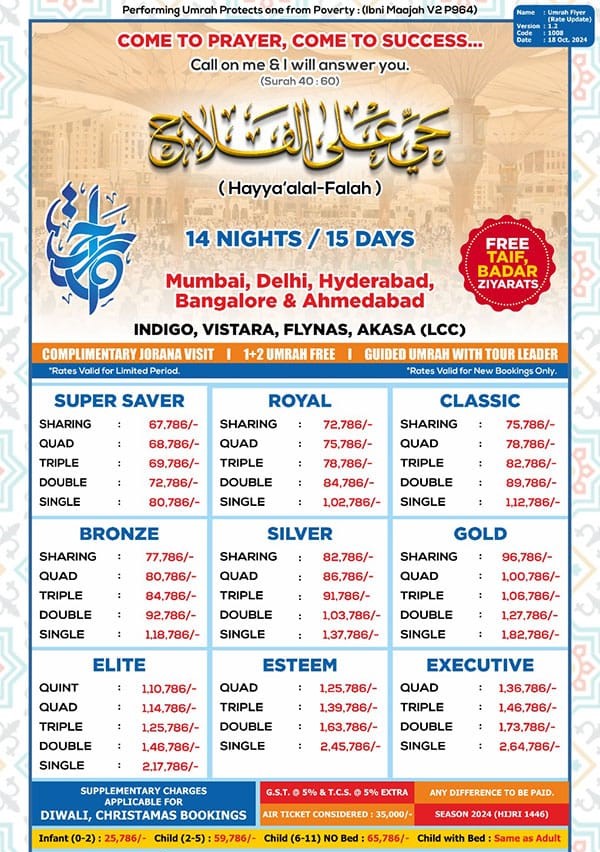 Performing Umrah Protects one from Poverty : (Ibni Maajah V2 P964)
Name : Umrah Flyer
(Rate Update)
Version : 1.2
Code : 1008
Date : 18 Oct. 2024
COME TO PRAYER, COME TO SUCCESS...
Call on me & I will answer you.
(Surah 40 : 60)
حَيَّ عَلَى الْفَلَاحِ
(Hayya'alal-Falah)
14 NIGHTS / 15 DAYS
Mumbai, Delhi, Hyderabad,
Bangalore & Ahmedabad
FREE
TAIF,
BADAR
ZIYARATS
INDIGO, VISTARA, FLYNAS, AKASA (LCC)
COMPLIMENTARY JORANA VISIT I 1+2 UMRAH FREE I GUIDED UMRAH WITH TOUR LEADER
*Rates Valid for Limited Period. *Rates Valid for New Bookings Only.
SUPER SAVER
SHARING : 67,786/-
QUAD : 68,786/-
TRIPLE : 69,786/-
DOUBLE : 72,786/-
SINGLE : 80,786/-
ROYAL
SHARING : 72,786/-
QUAD : 75,786/-
TRIPLE : 78,786/-
DOUBLE : 84,786/-
SINGLE : 1,02,786/-
CLASSIC
SHARING : 75,786/-
QUAD : 78,786/-
TRIPLE : 82,786/-
DOUBLE : 89,786/-
SINGLE : 1,12,786/-
BRONZE
SHARING : 77,786/-
QUAD : 80,786/-
TRIPLE : 84,786/-
DOUBLE : 92,786/-
SINGLE : 1,18,786/-
SILVER
SHARING : 82,786/-
QUAD : 86,786/-
TRIPLE : 91,786/-
DOUBLE : 1,03,786/-
SINGLE : 1,37,786/-
GOLD
SHARING : 96,786/-
QUAD : 1,00,786/-
TRIPLE : 1,06,786/-
DOUBLE : 1,27,786/-
SINGLE : 1,82,786/-
ELITE
QUINT : 1,10,786/-
QUAD : 1,14,786/-
TRIPLE : 1,25,786/-
DOUBLE : 1,46,786/-
SINGLE : 2,17,786/-
ESTEEM
QUAD : 1,25,786/-
TRIPLE : 1,39,786/-
DOUBLE : 1,63,786/-
SINGLE : 2,45,786/-
EXECUTIVE
QUAD : 1,36,786/-
TRIPLE : 1,46,786/-
DOUBLE : 1,73,786/-
SINGLE : 2,64,786/-
SUPPLEMENTARY CHARGES
APPLICABLE FOR
DIWALI, CHRISTAMAS BOOKINGS
G.S.T. @ 5% & T.C.S. @ 5% EXTRA
AIR TICKET CONSIDERED : 35,000/-
ANY DIFFERENCE TO BE PAID.
SEASON 2024 (HIJRI 1446)
Infant (0-2) : 25,786/- Child (2-5) : 59,786/- Child (6-11) NO Bed : 65,786/- Child with Bed : Same as Adult